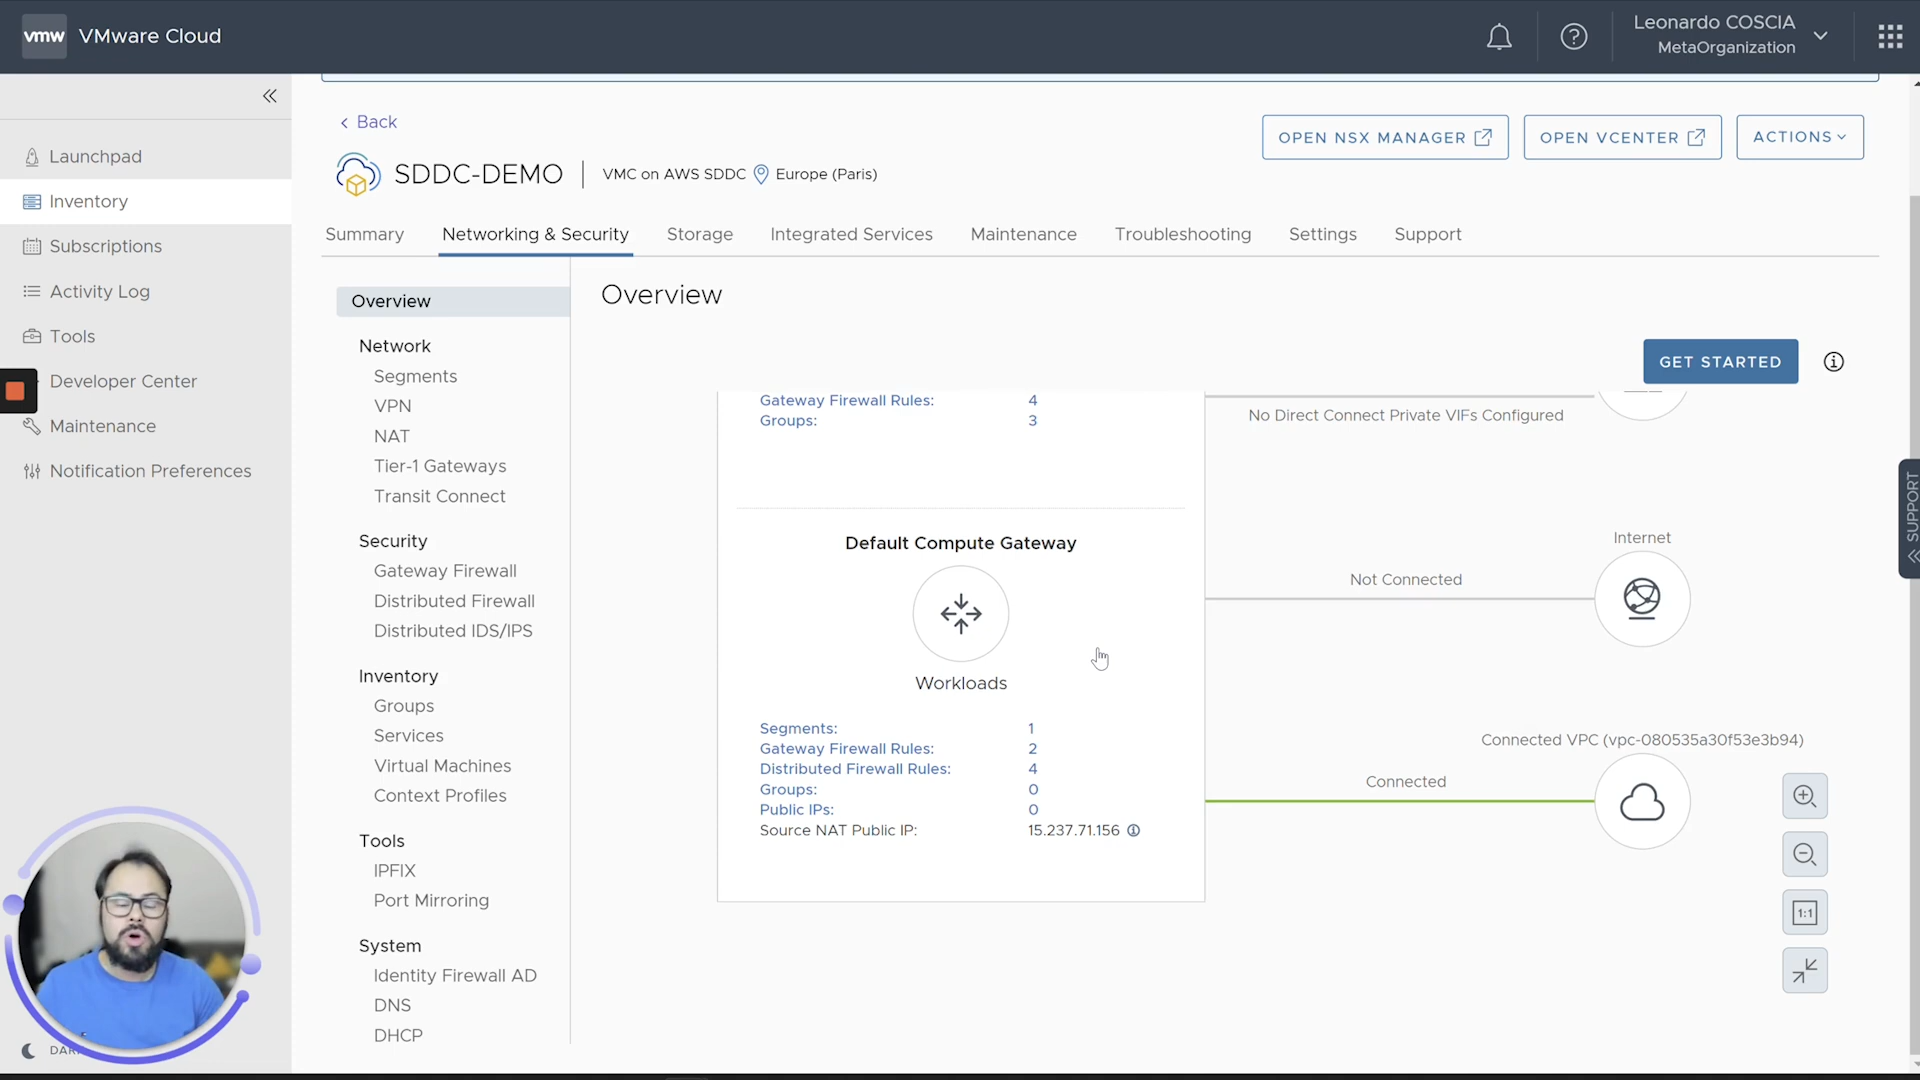 vmw VMware Cloud
Leonardo COSCIA
MetaOrganization
Launchpad
Inventory
Subscriptions
Activity Log
Tools
Developer Center
Maintenance
Notification Preferences
Back
OPEN NSX MANAGER
OPEN VCENTER
ACTIONS
SDDC-DEMO
VMC on AWS SDDC Europe (Paris)
Summary Networking & Security Storage Integrated Services Maintenance Troubleshooting Settings Support
Overview
Network
Segments
VPN
NAT
Tier-1 Gateways
Transit Connect
Security
Gateway Firewall
Distributed Firewall
Distributed IDS/IPS
Inventory
Groups
Services
Virtual Machines
Context Profiles
Tools
IPFIX
Port Mirroring
System
Identity Firewall AD
DNS
DHCP
Overview
GET STARTED
Gateway Firewall Rules: 4
Groups: 3
No Direct Connect Private VIFs Configured
Default Compute Gateway
Workloads
Segments: 1
Gateway Firewall Rules: 2
Distributed Firewall Rules: 4
Groups: 0
Public IPs: 0
Source NAT Public IP: 15.237.71.156
Internet
Not Connected
Connected VPC (vpc-080535a30f53e3b94)
Connected
1:1
SUPPORT